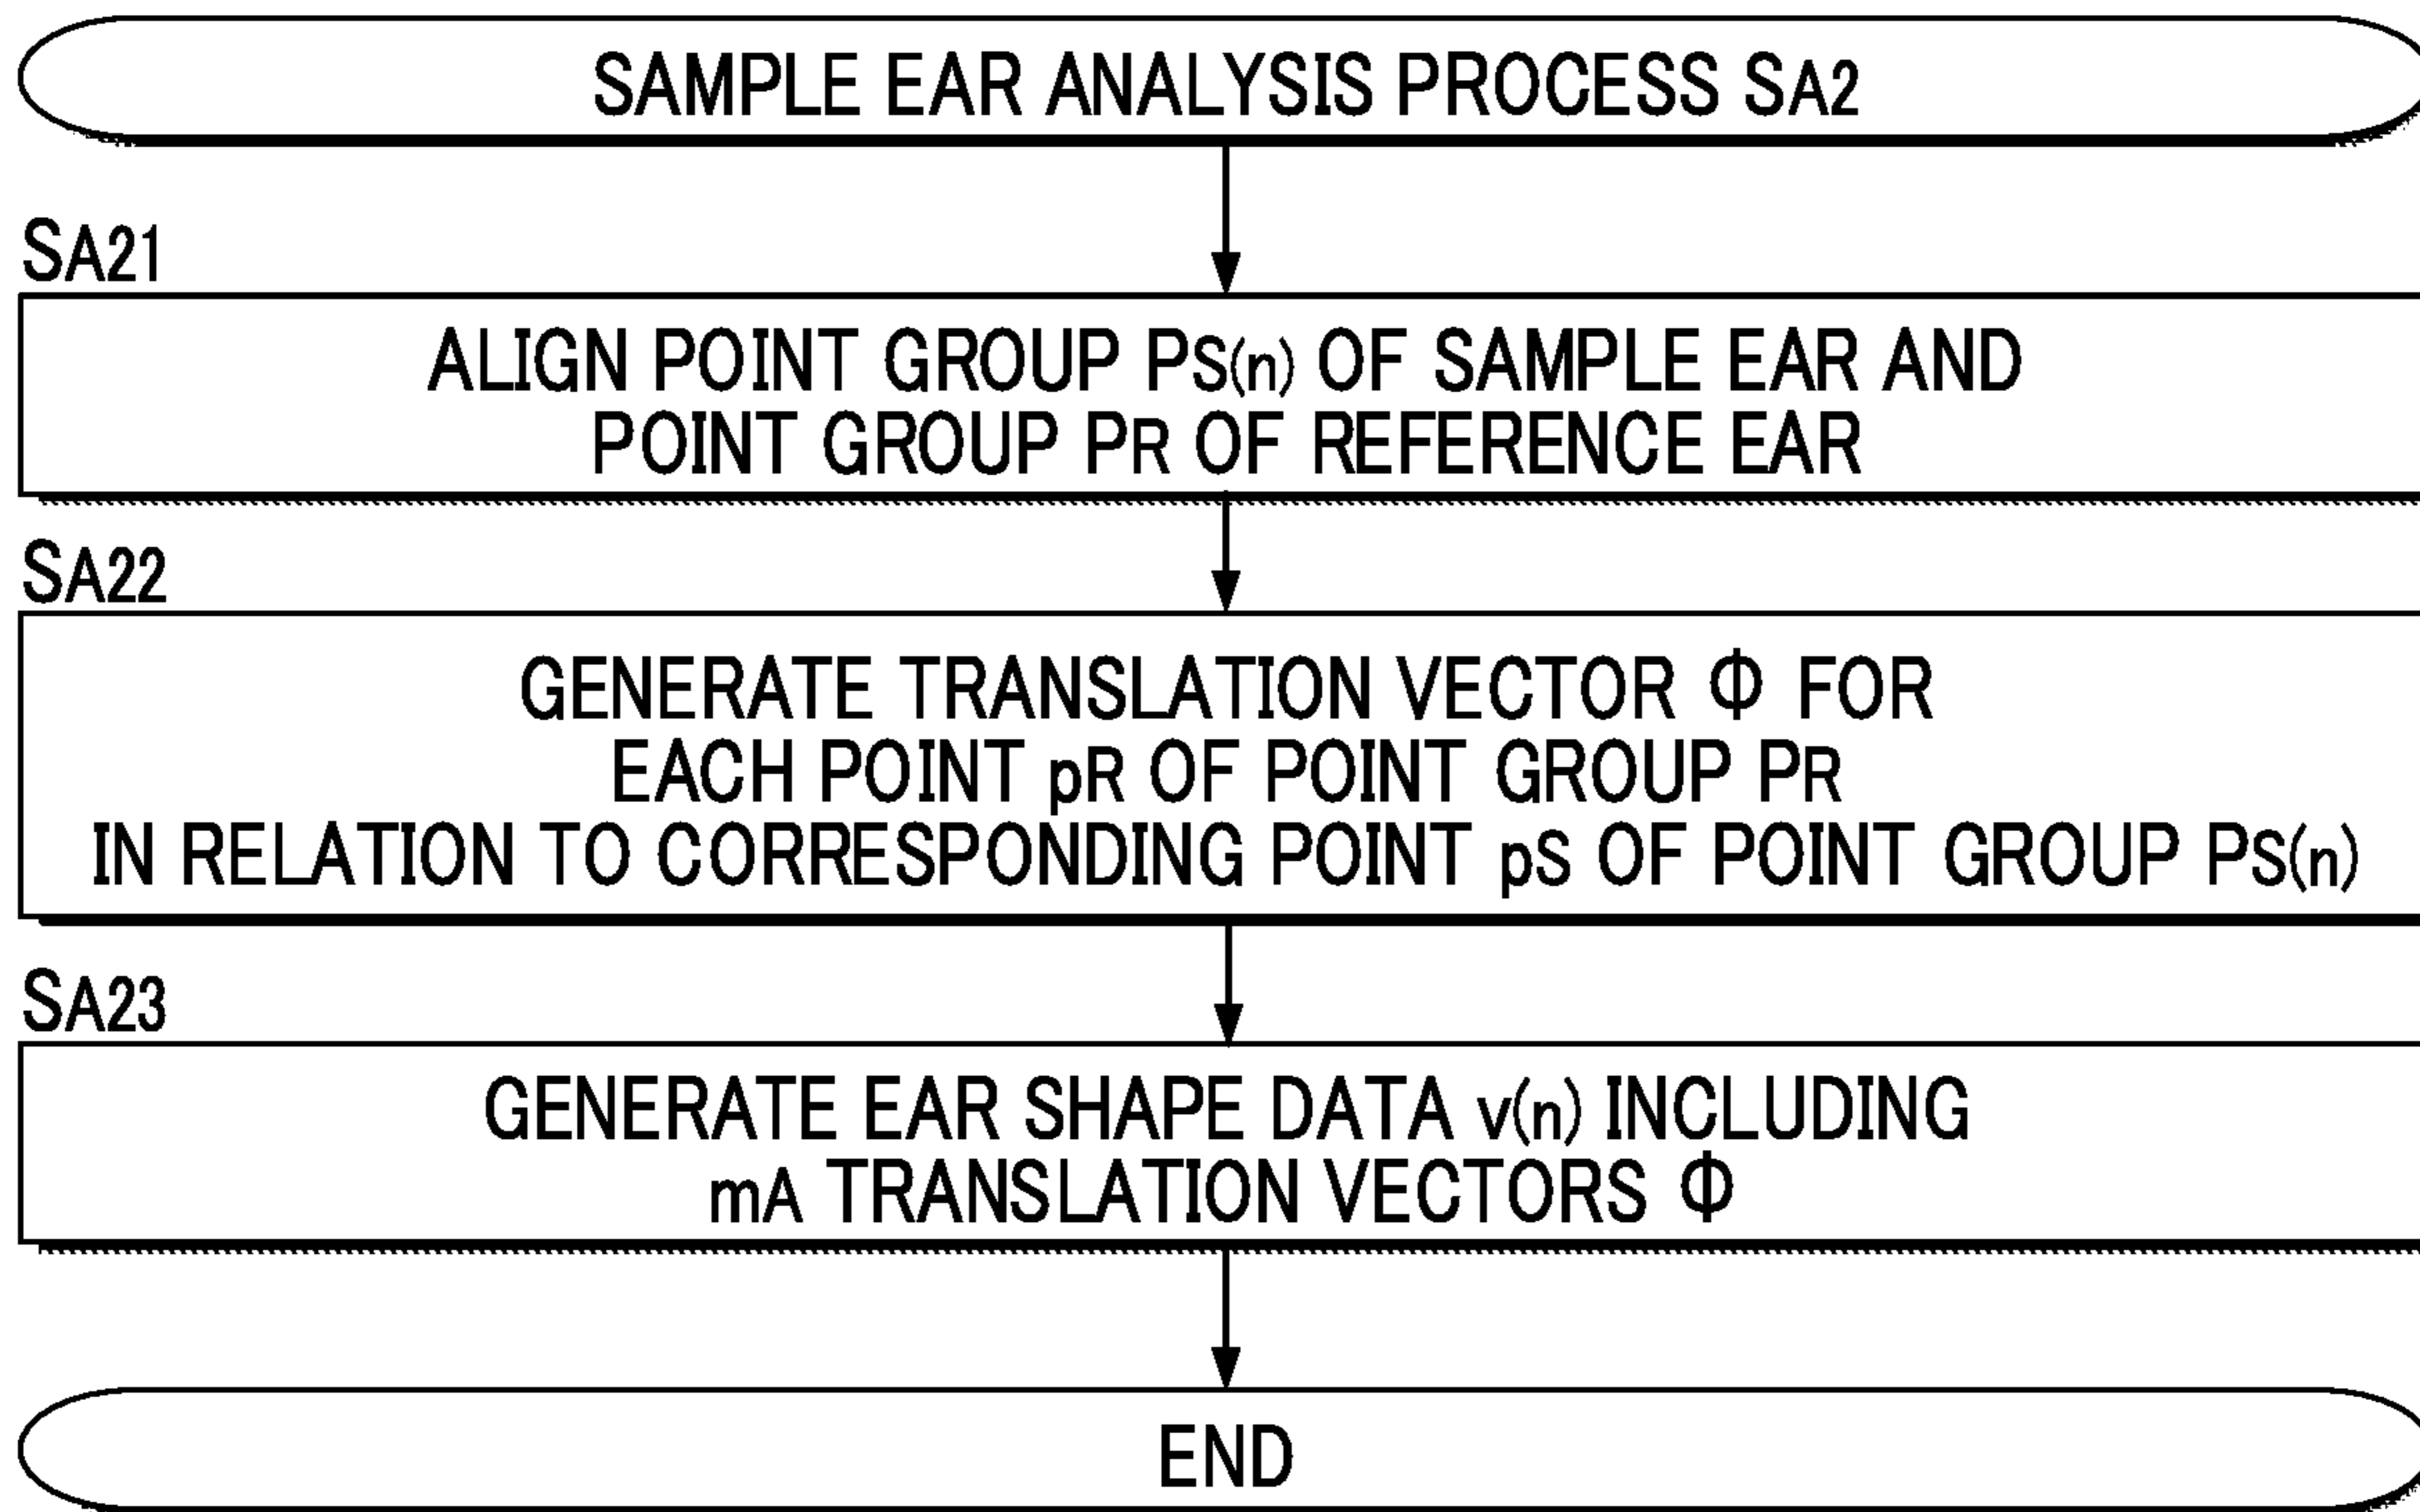 SAMPLE EAR ANALYSIS PROCESS SA2
SA21
ALIGN POINT GROUP PS(n) OF SAMPLE EAR AND
POINT GROUP PR OF REFERENCE EAR
SA22
GENERATE TRANSLATION VECTOR Φ FOR
EACH POINT pR OF POINT GROUP PR
IN RELATION TO CORRESPONDING POINT pS OF POINT GROUP PS(n)
SA23
GENERATE EAR SHAPE DATA v(n) INCLUDING
mA TRANSLATION VECTORS Φ
END